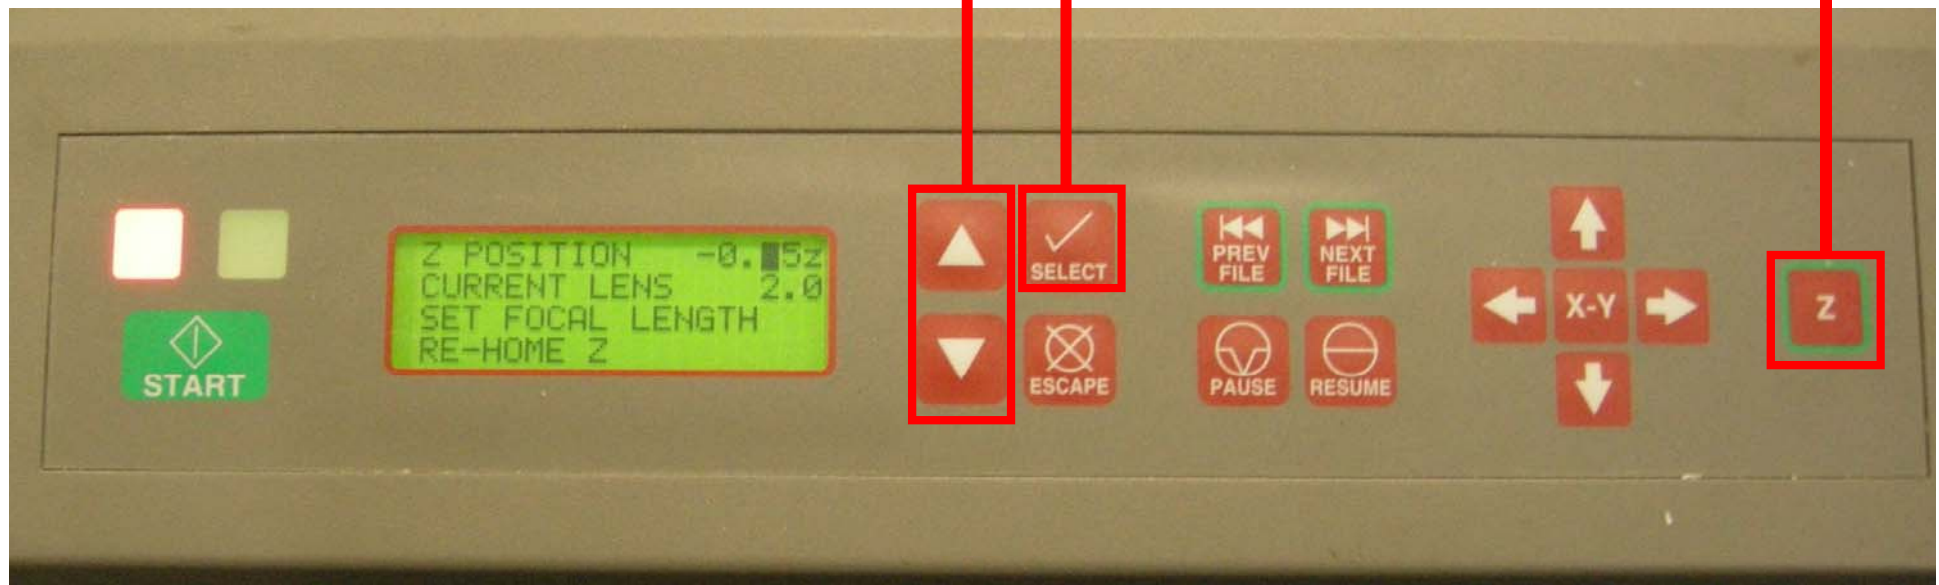 Z POSITION -0.█5z
CURRENT LENS 2.0
SET FOCAL LENGTH
RE-HOME Z
START
SELECT
ESCAPE
PREV
FILE
NEXT
FILE
PAUSE
RESUME
X-Y
Z